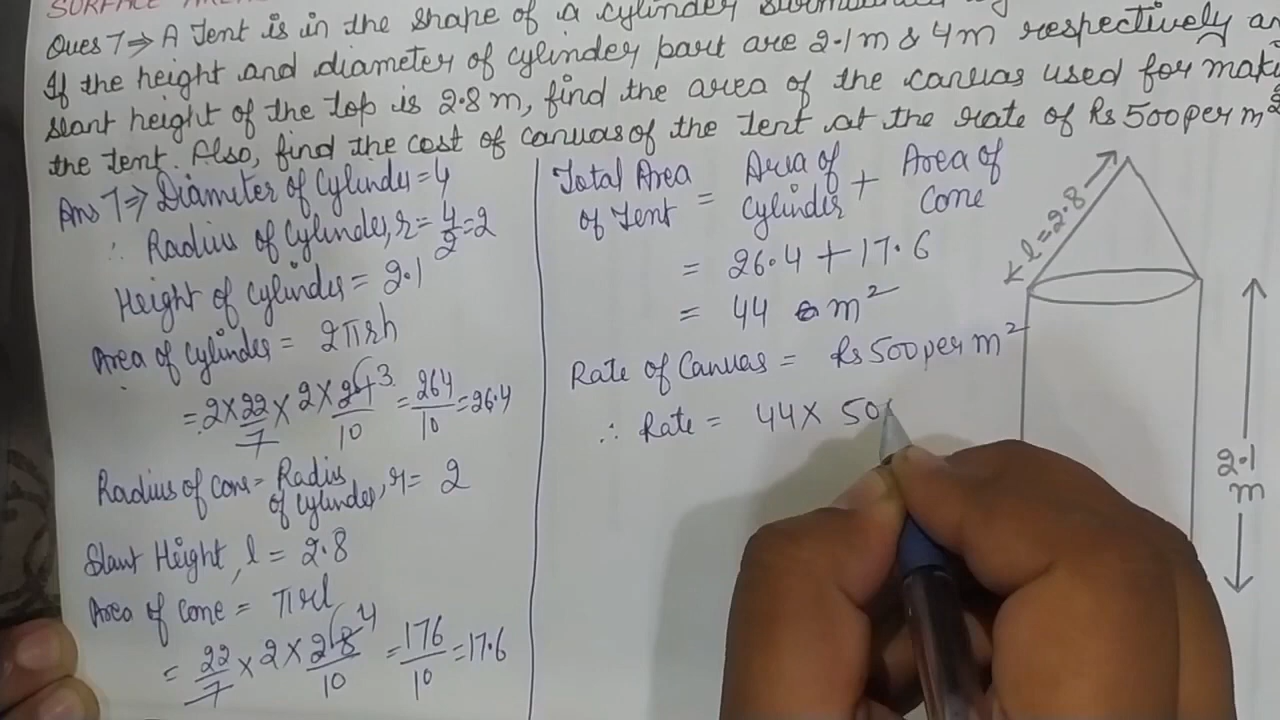 SURFACE AREA
Ques 7⇒ A Tent is in the shape of a cylinder surmounted
If the height and diameter of cylinder part are 2.1m & 4m respectively
slant height of the top is 2.8 m, find the area of the canvas used for
the tent. Also, find the cost of canvas of the tent at the rate of Rs 500 per m²
Ans 7⇒ Diameter of Cylinder = 4
∴ Radius of Cylinder, r = 4/2 = 2
Height of cylinder = 2.1
Area of cylinder = 2πrh
= 2 × 22/7 × 2 × 21/10 3 = 264/10 = 26.4
Radius of cone = Radius of cylinder, r = 2
Slant Height, l = 2.8
Area of cone = πrl
= 22/7 × 2 × 28/10 4 = 176/10 = 17.6
Total Area of Tent = Area of Cylinder + Area of Cone
= 26.4 + 17.6
= 44 m²
Rate of Canvas = Rs 500 per m²
∴ Rate = 44 × 50
l = 2.8
2.1
m